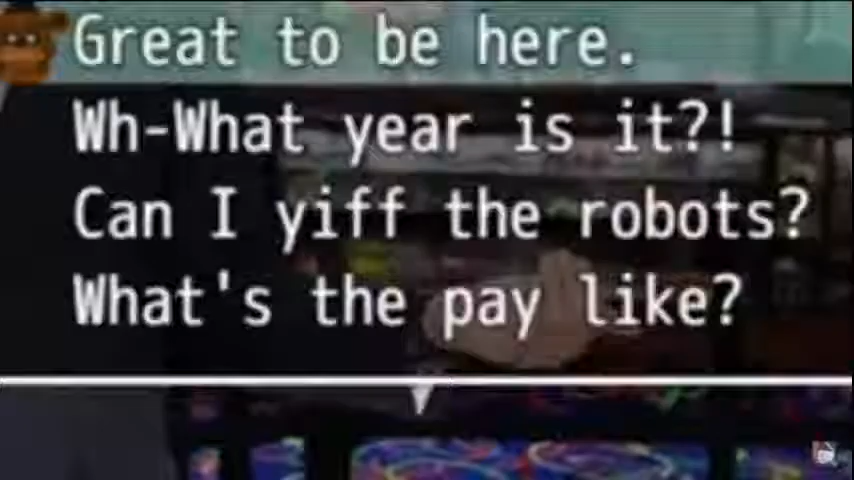 Great to be here.
Wh-What year is it?!
Can I yiff the robots?
What's the pay like?